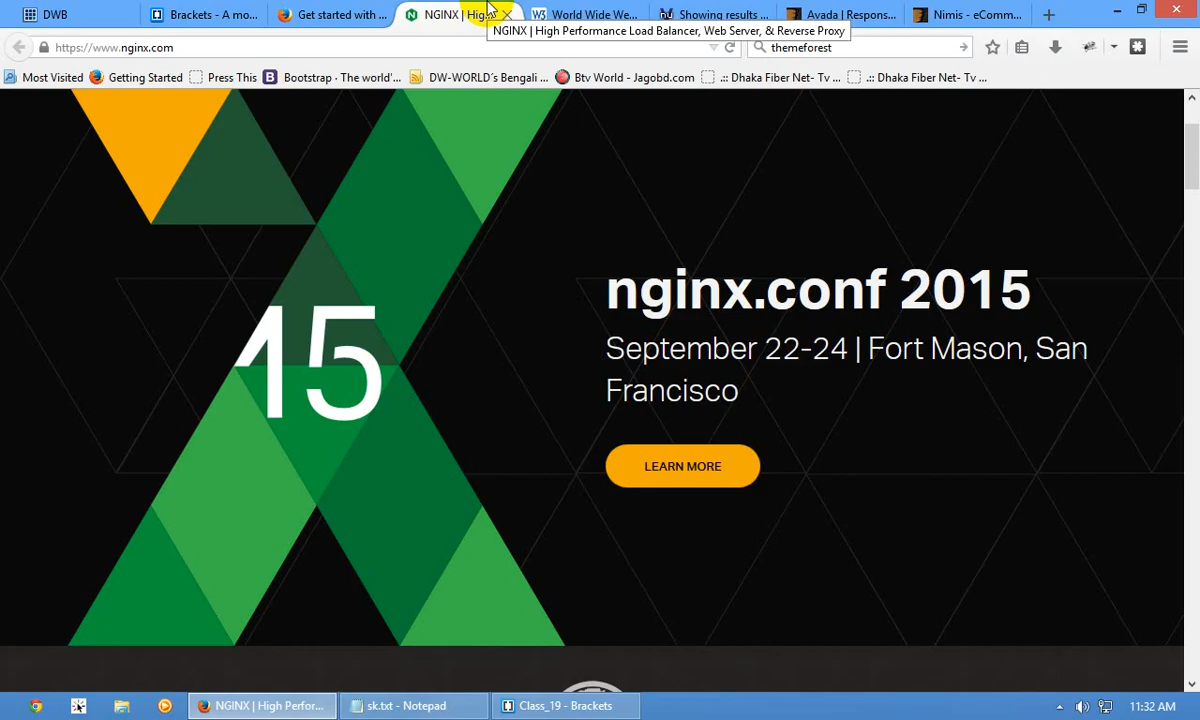 DWB
Brackets - A mo...
Get started with ...
NGINX | High...
World Wide We...
Showing results ...
Avada | Respons...
Nimis - eComm...
NGINX | High Performance Load Balancer, Web Server, & Reverse Proxy
https://www.nginx.com
themeforest
Most Visited
Getting Started
Press This
Bootstrap · The world'...
DW-WORLD´s Bengali ...
Btv World - Jagobd.com
.:: Dhaka Fiber Net- Tv ...
.:: Dhaka Fiber Net- Tv ...
15
nginx.conf 2015
September 22-24 | Fort Mason, San
Francisco
LEARN MORE
NGINX | High Perfor...
sk.txt - Notepad
Class_19 - Brackets
11:32 AM